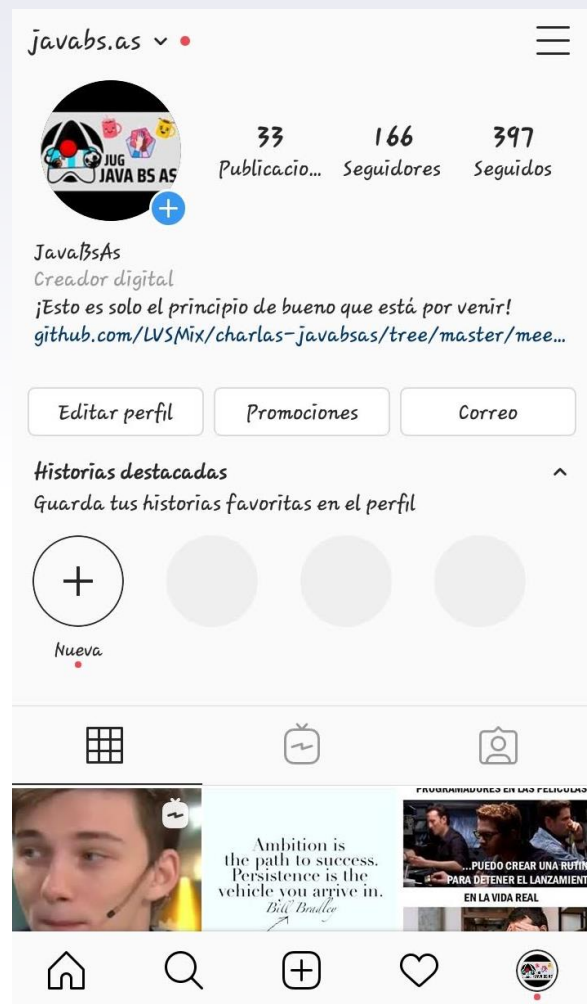 javabs.as
JUG
JAVA BS AS
33 166 397
Publicacio... Seguidores Seguidos
JavaBsAs
Creador digital
¡Esto es solo el principio de bueno que está por venir!
github.com/LVSMix/charlas-javabsas/tree/master/mee...
Editar perfil Promociones Correo
Historias destacadas
Guarda tus historias favoritas en el perfil
Nueva
Ambition is
the path to success.
Persistence is the
vehicle you arrive in.
Bill Bradley
PROGRAMADORES EN LAS PELICULAS
...PUEDO CREAR UNA RUTIN
PARA DETENER EL LANZAMIENT
EN LA VIDA REAL